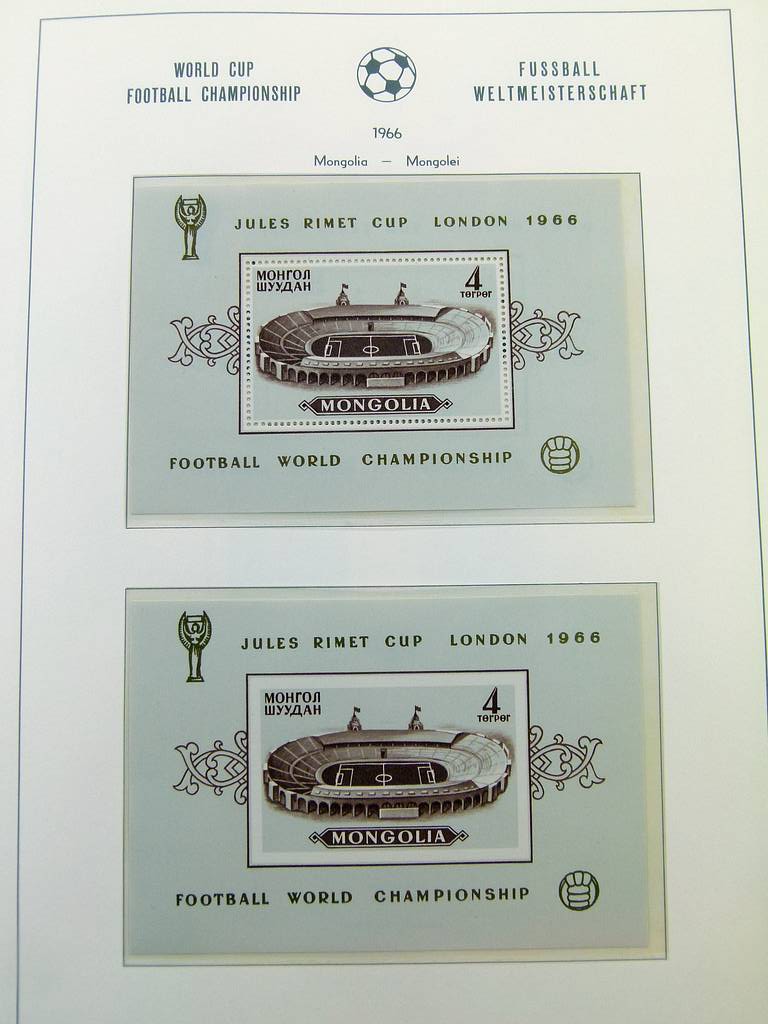 WORLD CUP
FOOTBALL CHAMPIONSHIP
FUSSBALL
WELTMEISTERSCHAFT
1966
Mongolia — Mongolei
JULES RIMET CUP LONDON 1966
МОНГОЛ
ШУУДАН
4
төгрөг
MONGOLIA
FOOTBALL WORLD CHAMPIONSHIP
JULES RIMET CUP LONDON 1966
МОНГОЛ
ШУУДАН
4
төгрөг
MONGOLIA
FOOTBALL WORLD CHAMPIONSHIP